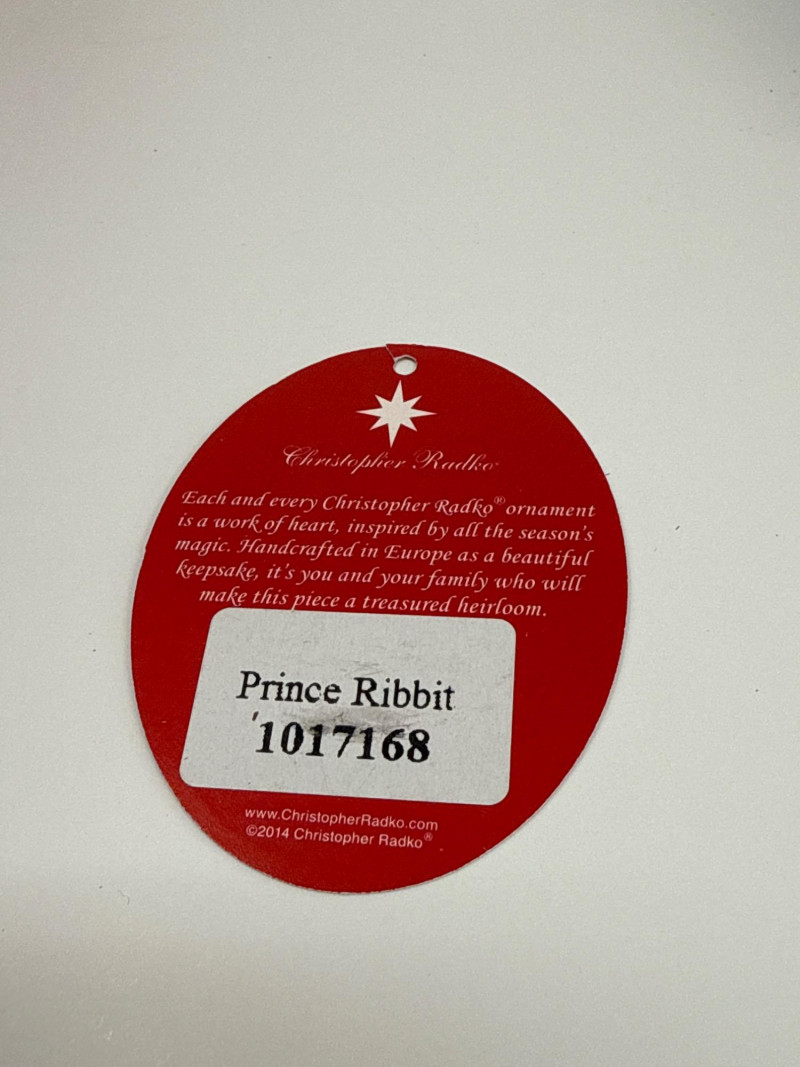 Christopher Radko
Each and every Christopher Radko® ornament
is a work of heart, inspired by all the season's
magic. Handcrafted in Europe as a beautiful
keepsake, it's you and your family who will
make this piece a treasured heirloom.
Prince Ribbit
'1017168
www.ChristopherRadko.com
©2014 Christopher Radko®